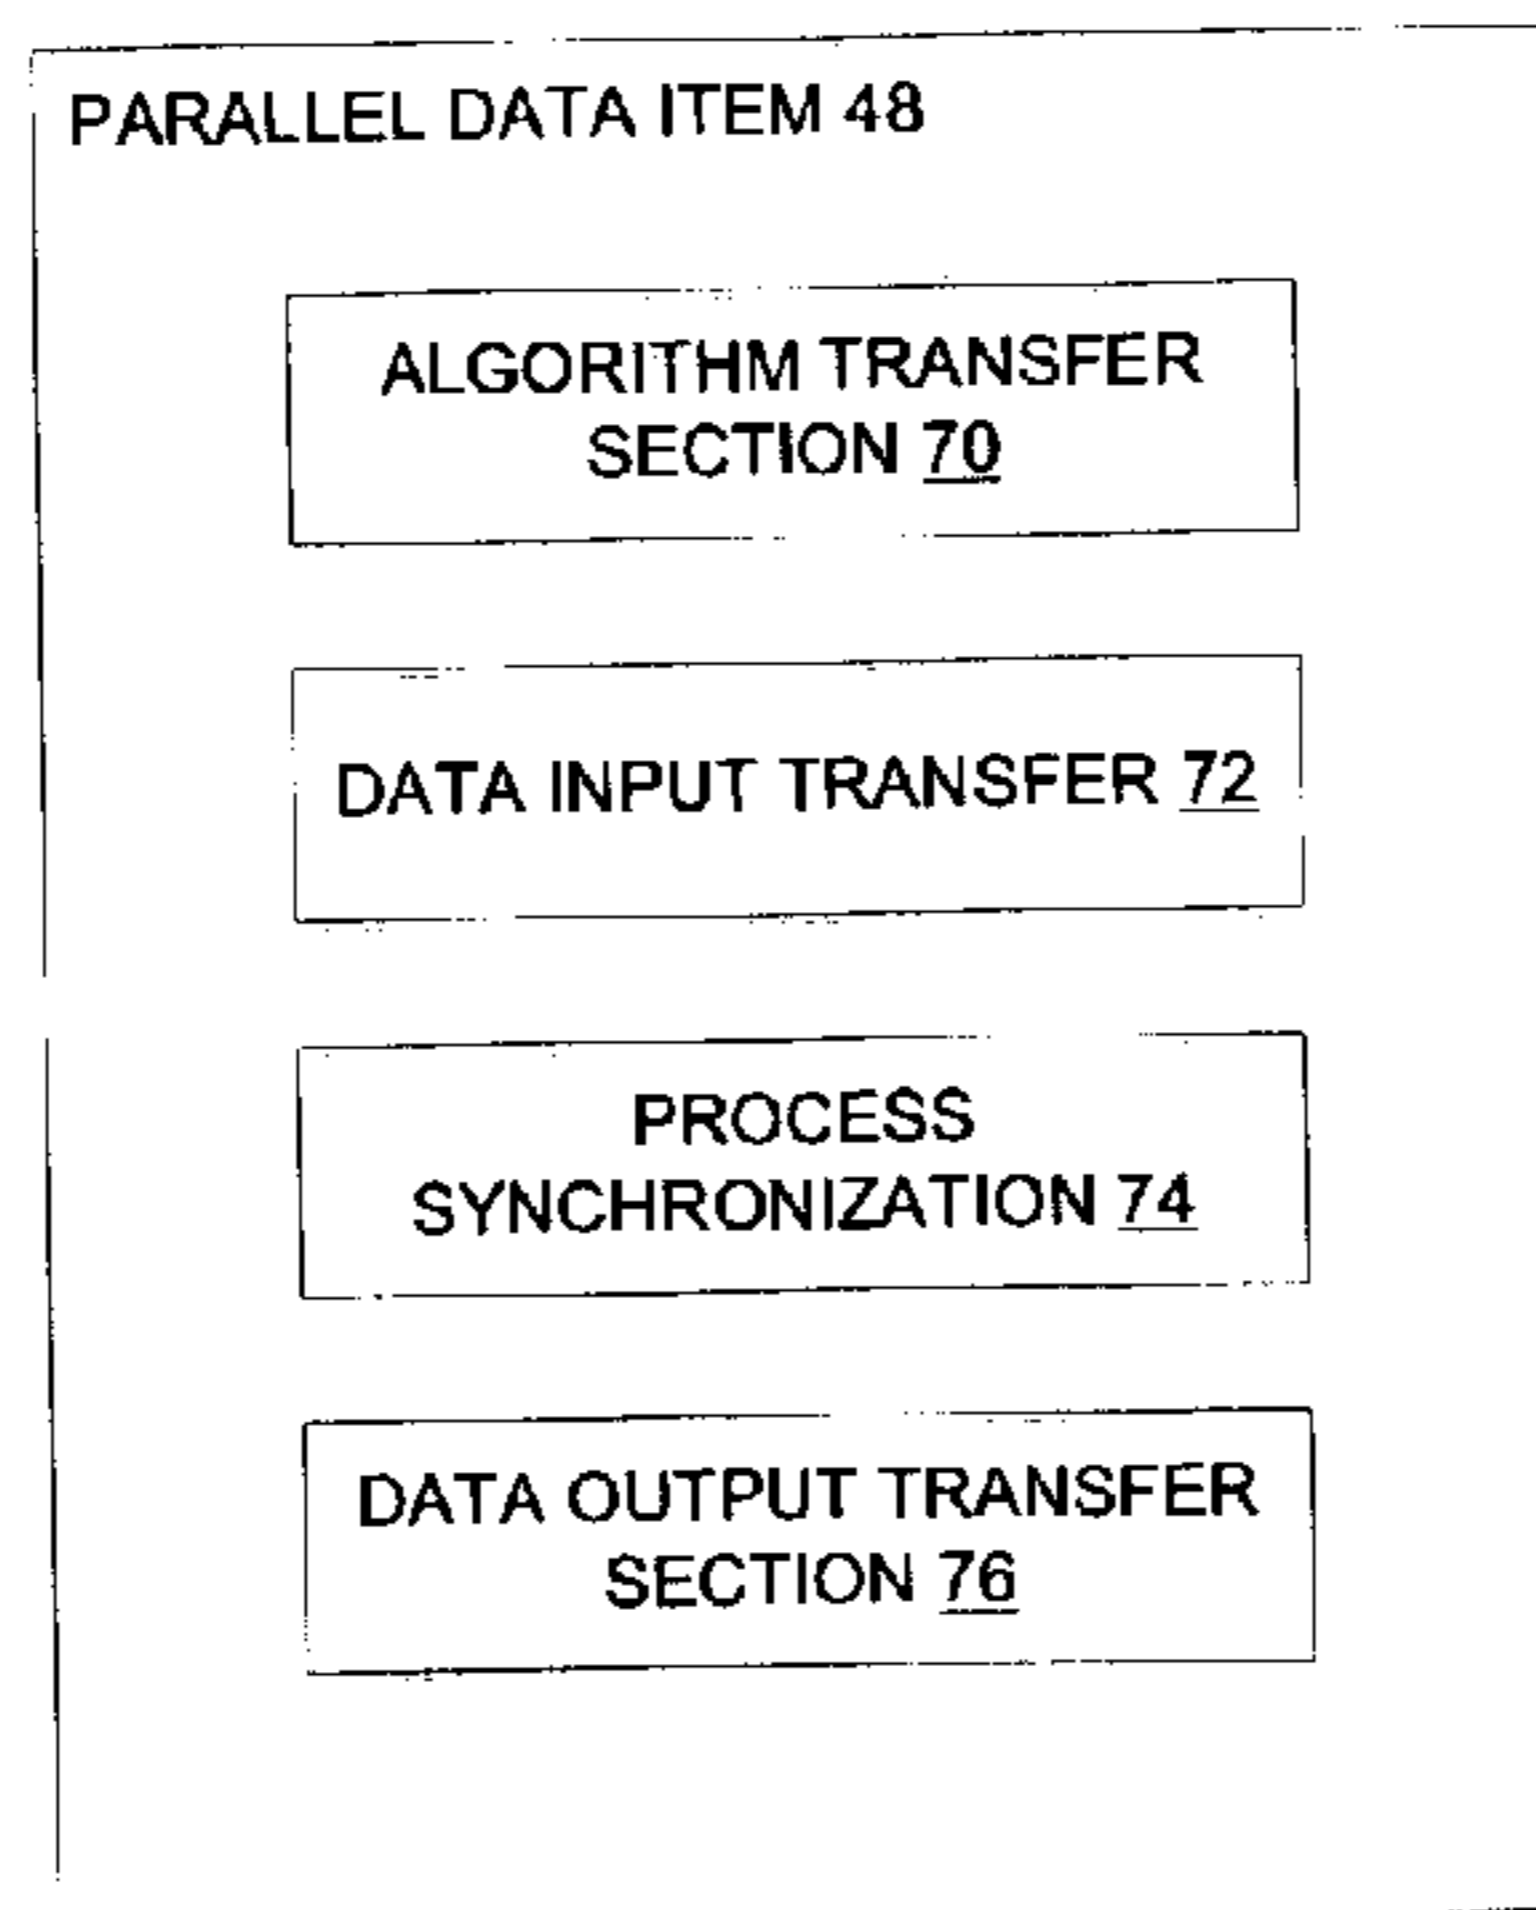 PARALLEL DATA ITEM 48
ALGORITHM TRANSFER
SECTION 70
DATA INPUT TRANSFER 72
PROCESS
SYNCHRONIZATION 74
DATA OUTPUT TRANSFER
SECTION 76